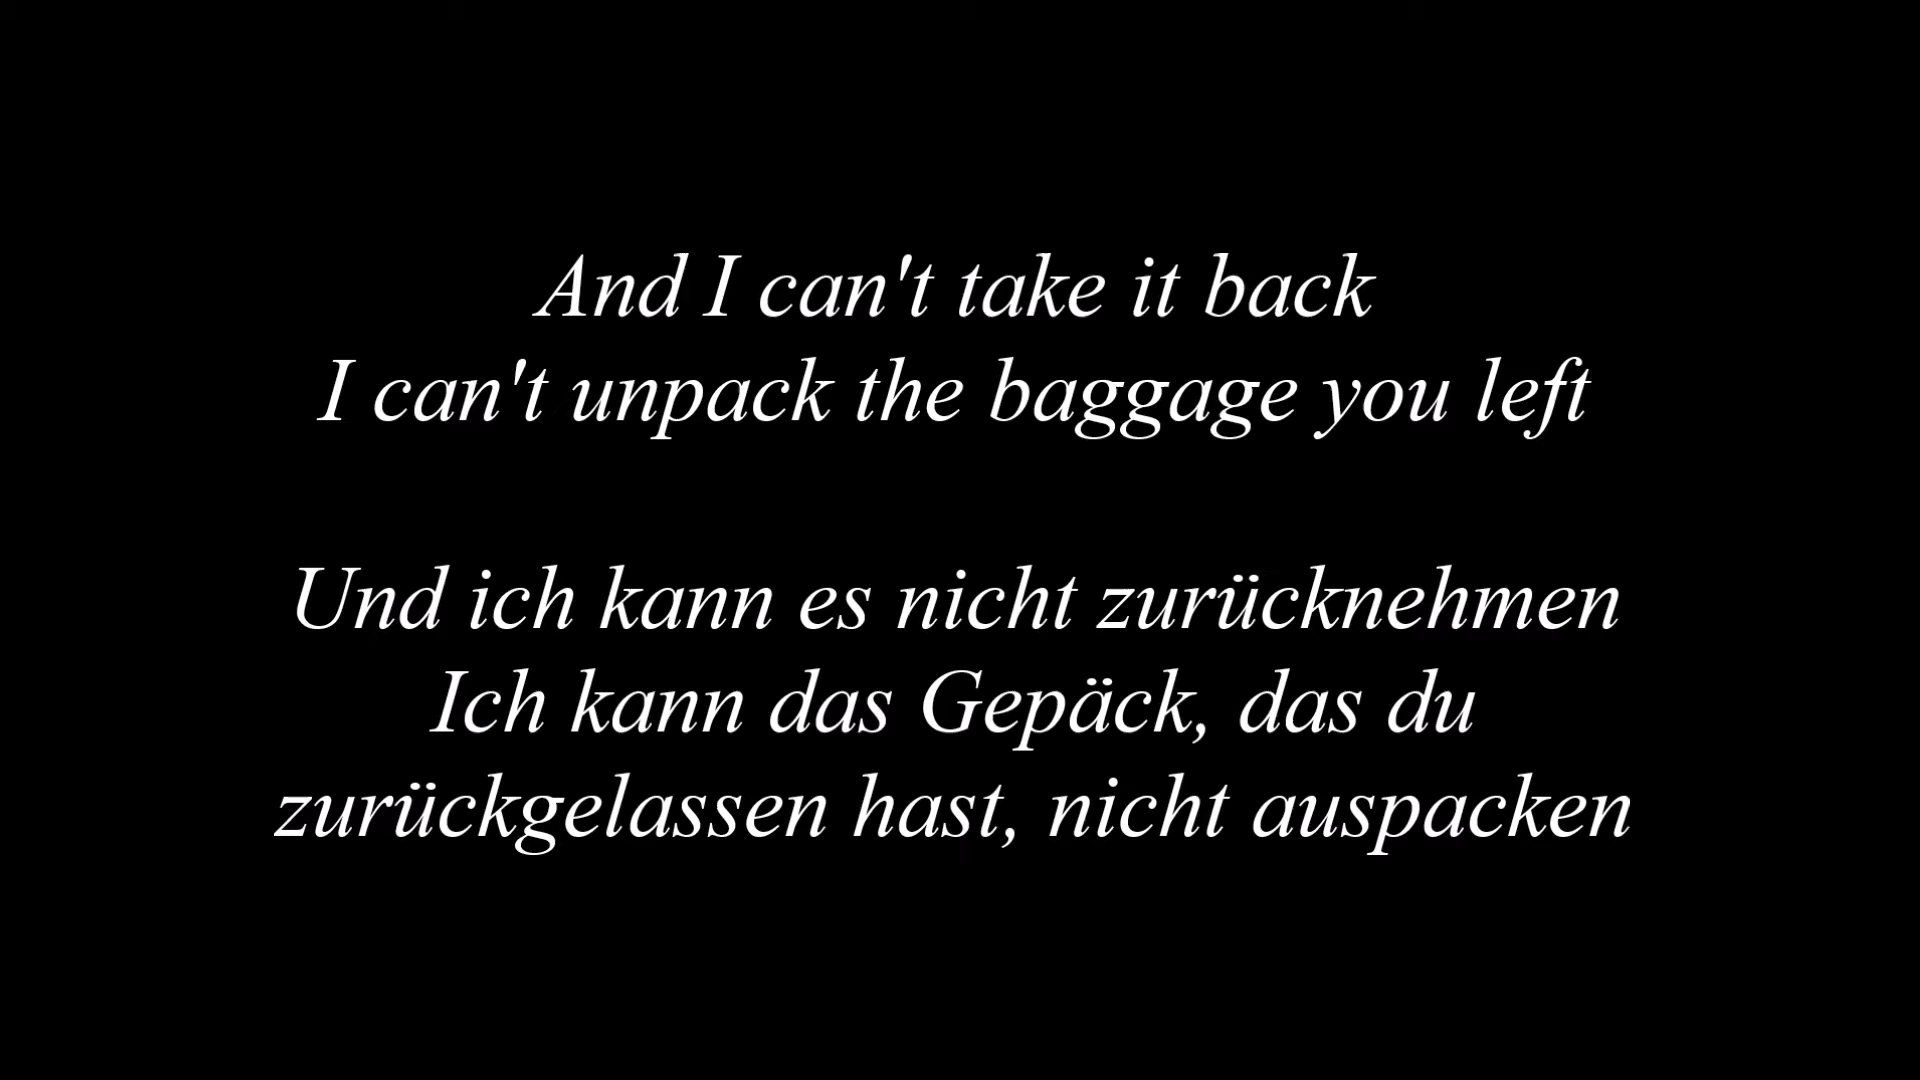 And I can't take it back
I can't unpack the baggage you left
Und ich kann es nicht zurücknehmen
Ich kann das Gepäck, das du
zurückgelassen hast, nicht auspacken